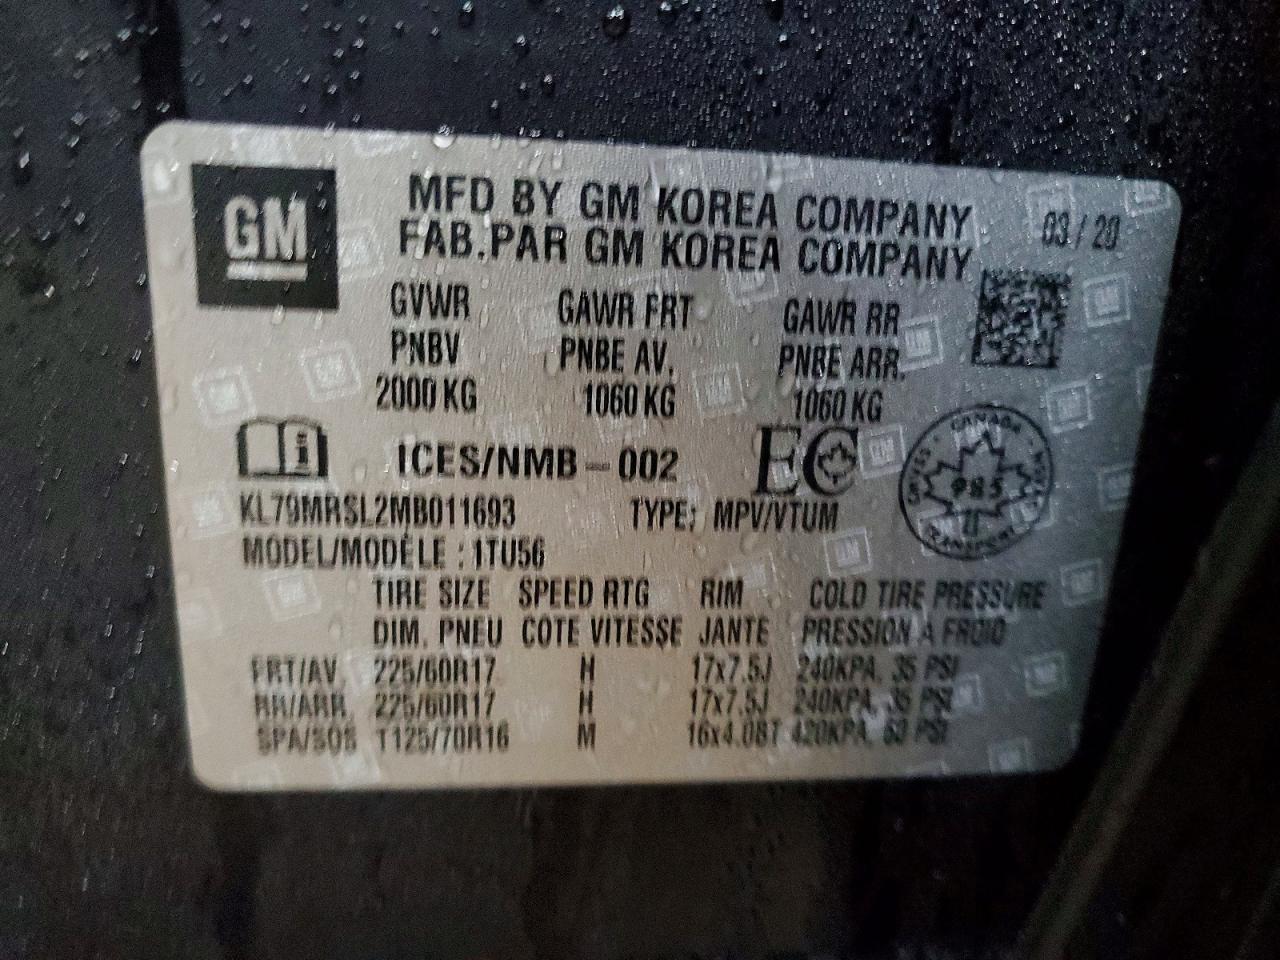 GM
MFD BY GM KOREA COMPANY 03/20
FAB.PAR GM KOREA COMPANY
GVWR GAWR FRT GAWR RR
PNBV PNBE AV. PNBE ARR.
2000 KG 1060 KG 1060 KG
ICES/NMB-002 EC
CANADA
985
TRANSPORT
KL79MRSL2MB011693 TYPE: MPV/VTUM
MODEL/MODÈLE : 1TU56
TIRE SIZE SPEED RTG RIM COLD TIRE PRESSURE
DIM. PNEU COTE VITESSE JANTE PRESSION A FROID
FRT/AV. 225/60R17 H 17x7.5J 240KPA, 35 PSI
RR/ARR. 225/60R17 H 17x7.5J 240KPA, 35 PSI
SPA/SOS T125/70R16 M 16x4.0BT 420KPA, PSI